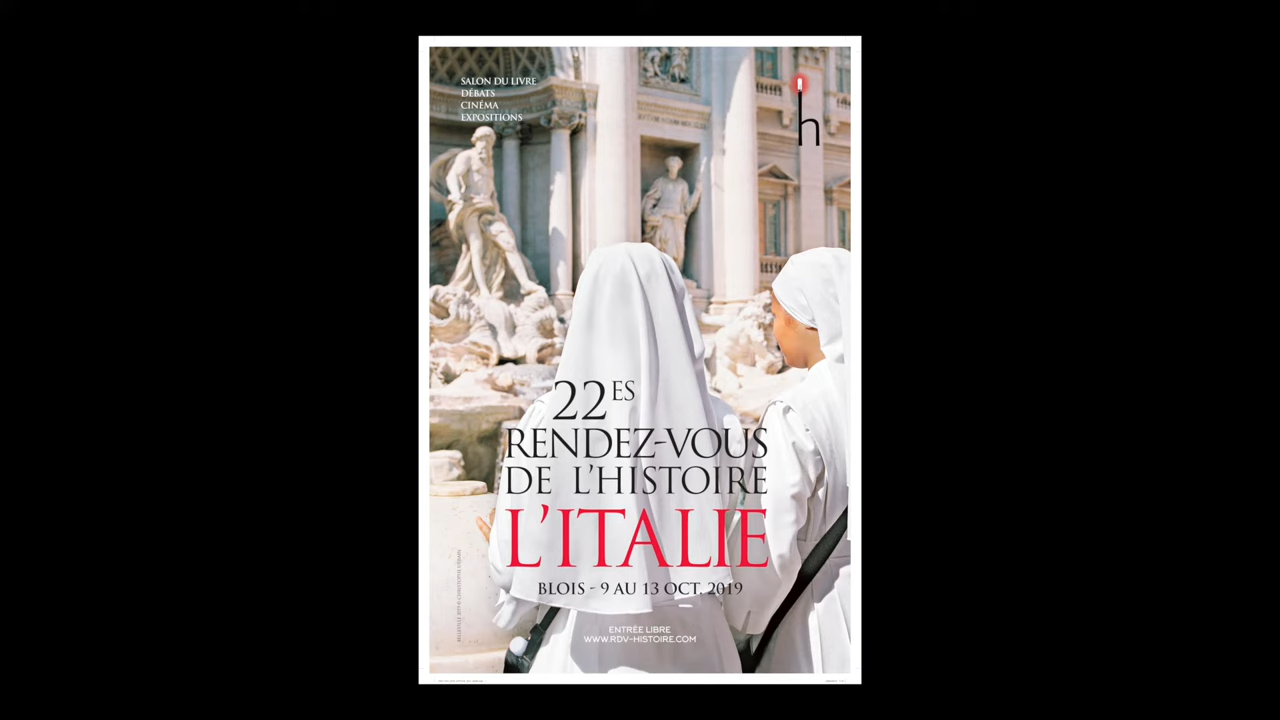 SALON DU LIVRE
DÉBATS
CINÉMA
EXPOSITIONS
h
22ES
RENDEZ-VOUS
DE L'HISTOIRE
L'ITALIE
BLOIS - 9 AU 13 OCT. 2019
ENTRÉE LIBRE
WWW.RDV-HISTOIRE.COM